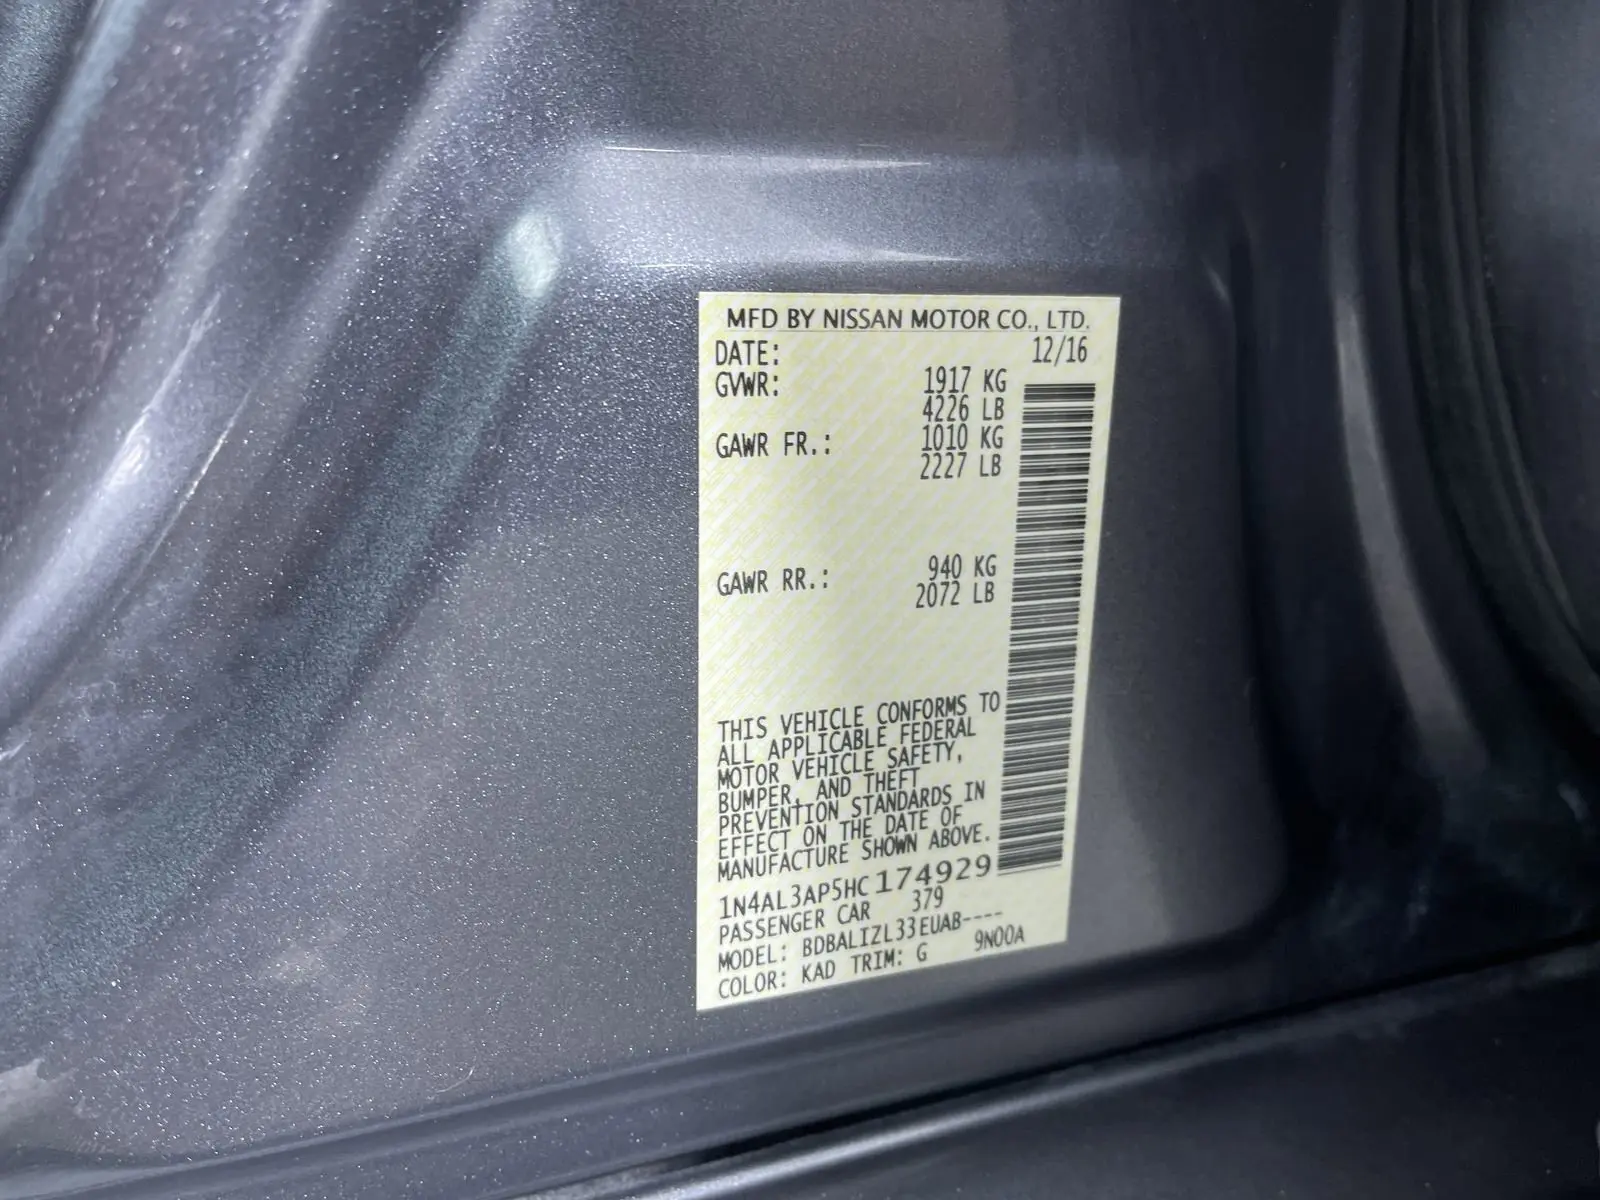 MFD BY NISSAN MOTOR CO., LTD.
DATE: 12/16
GVWR: 1917 KG
4226 LB
GAWR FR.: 1010 KG
2227 LB
GAWR RR.: 940 KG
2072 LB
THIS VEHICLE CONFORMS TO
ALL APPLICABLE FEDERAL
MOTOR VEHICLE SAFETY,
BUMPER, AND THEFT
PREVENTION STANDARDS IN
EFFECT ON THE DATE OF
MANUFACTURE SHOWN ABOVE.
1N4AL3AP5HC174929
PASSENGER CAR 379
MODEL: BDBALIZL33EUAB----
COLOR: KAD TRIM: G 9N00A